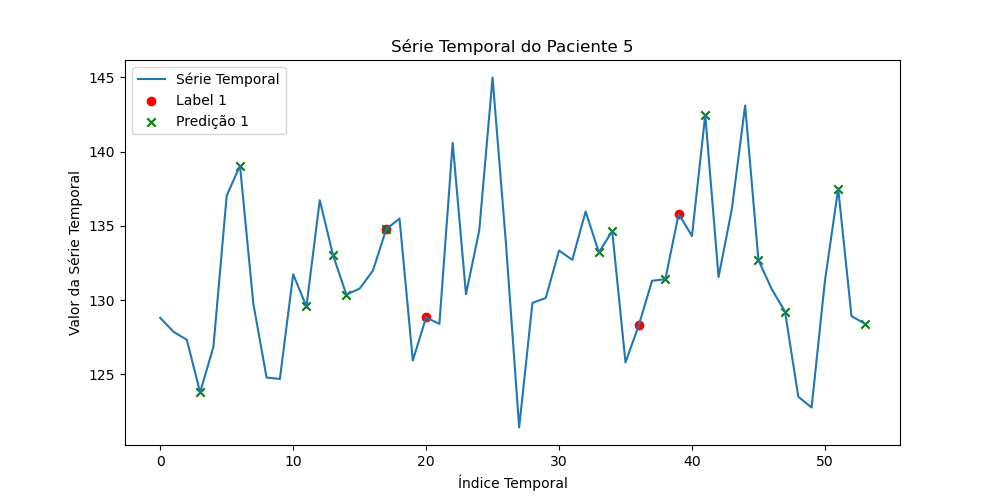 Série Temporal do Paciente 5
Série Temporal
Label 1
Predição 1
Valor da Série Temporal
145
140
135
130
125
0 10 20 30 40 50
Índice Temporal